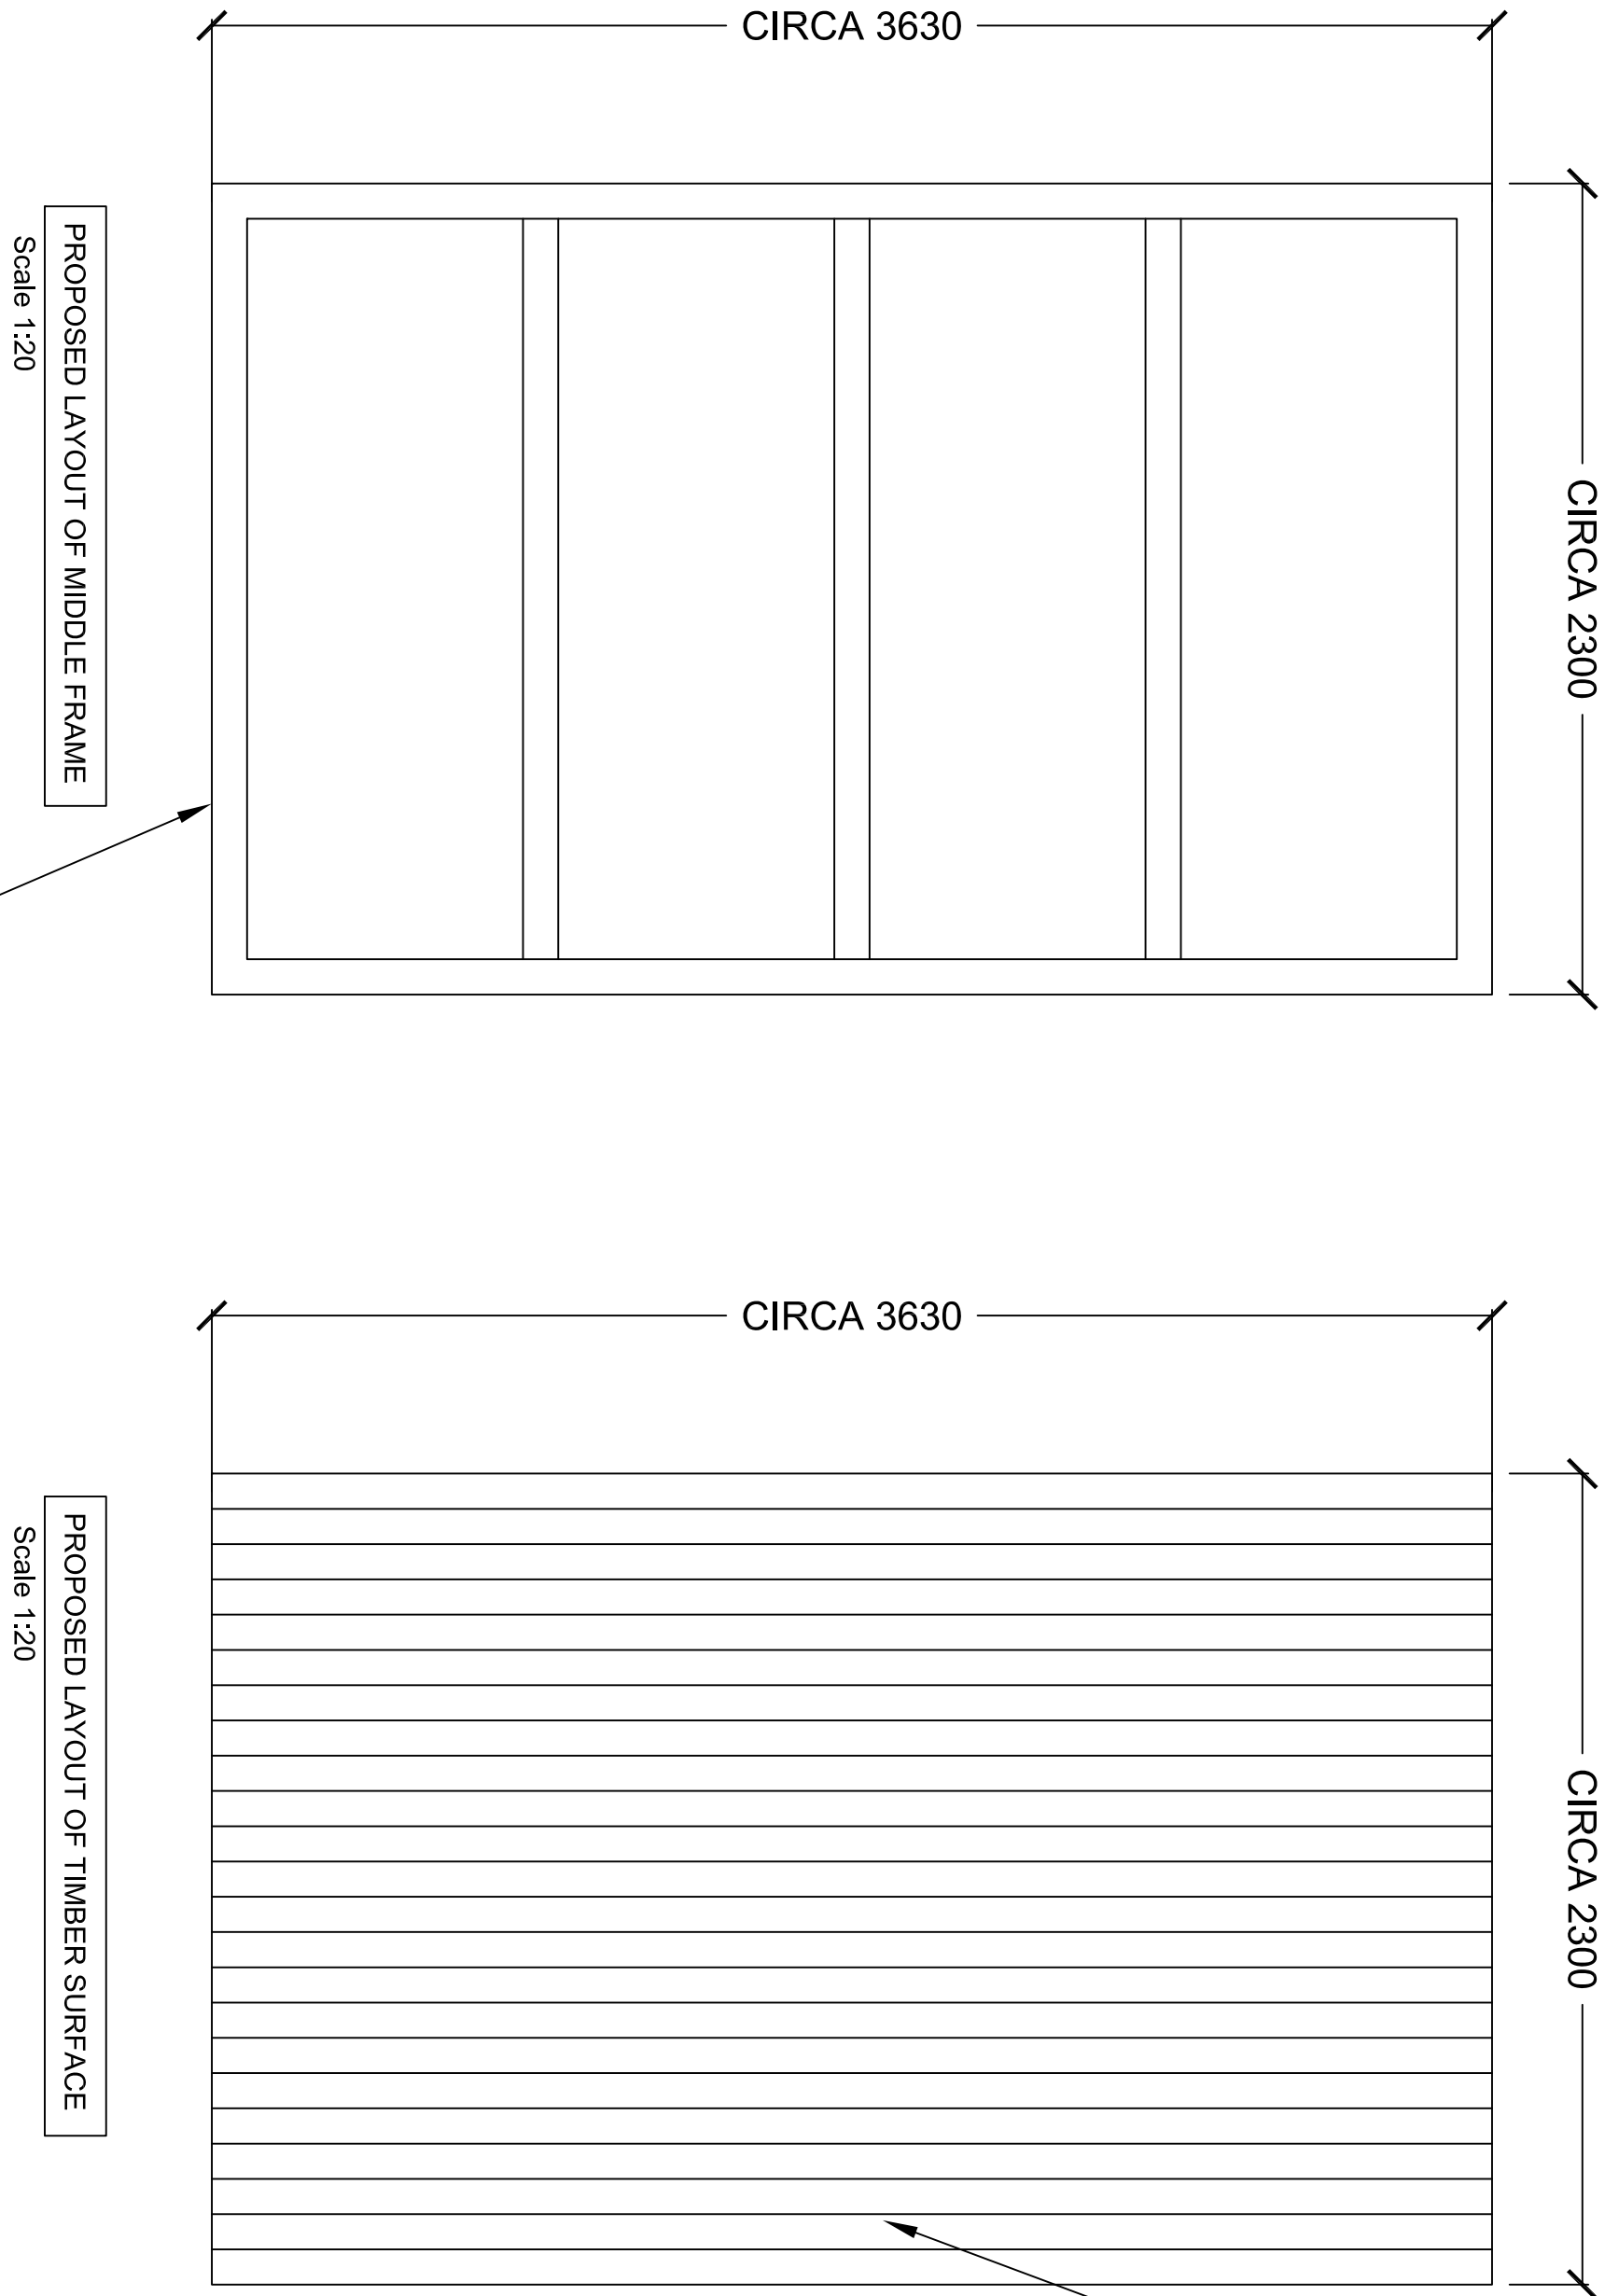 CIRCA 3630
CIRCA 2300
PROPOSED LAYOUT OF MIDDLE FRAME
Scale 1:20
CIRCA 3630
CIRCA 2300
PROPOSED LAYOUT OF TIMBER SURFACE
Scale 1:20